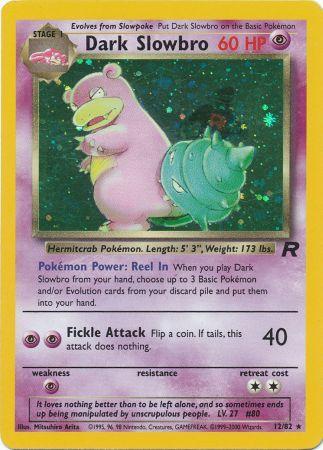 Evolves from Slowpoke Put Dark Slowbro on the Basic Pokémon
STAGE 1
Dark Slowbro 60 HP
Hermitcrab Pokémon. Length: 5' 3", Weight: 173 lbs.
R
Pokémon Power: Reel In When you play Dark
Slowbro from your hand, choose up to 3 Basic Pokémon
and/or Evolution cards from your discard pile and put them
into your hand.
Fickle Attack Flip a coin. If tails, this 40
attack does nothing.
weakness resistance retreat cost
It loves nothing better than to be left alone, and so sometimes ends
up being manipulated by unscrupulous people. LV. 27 #80
Illus. Mitsuhiro Arita ©1995, 96, 98 Nintendo, Creatures, GAMEFREAK. ©1999-2000 Wizards. 12/82 ★